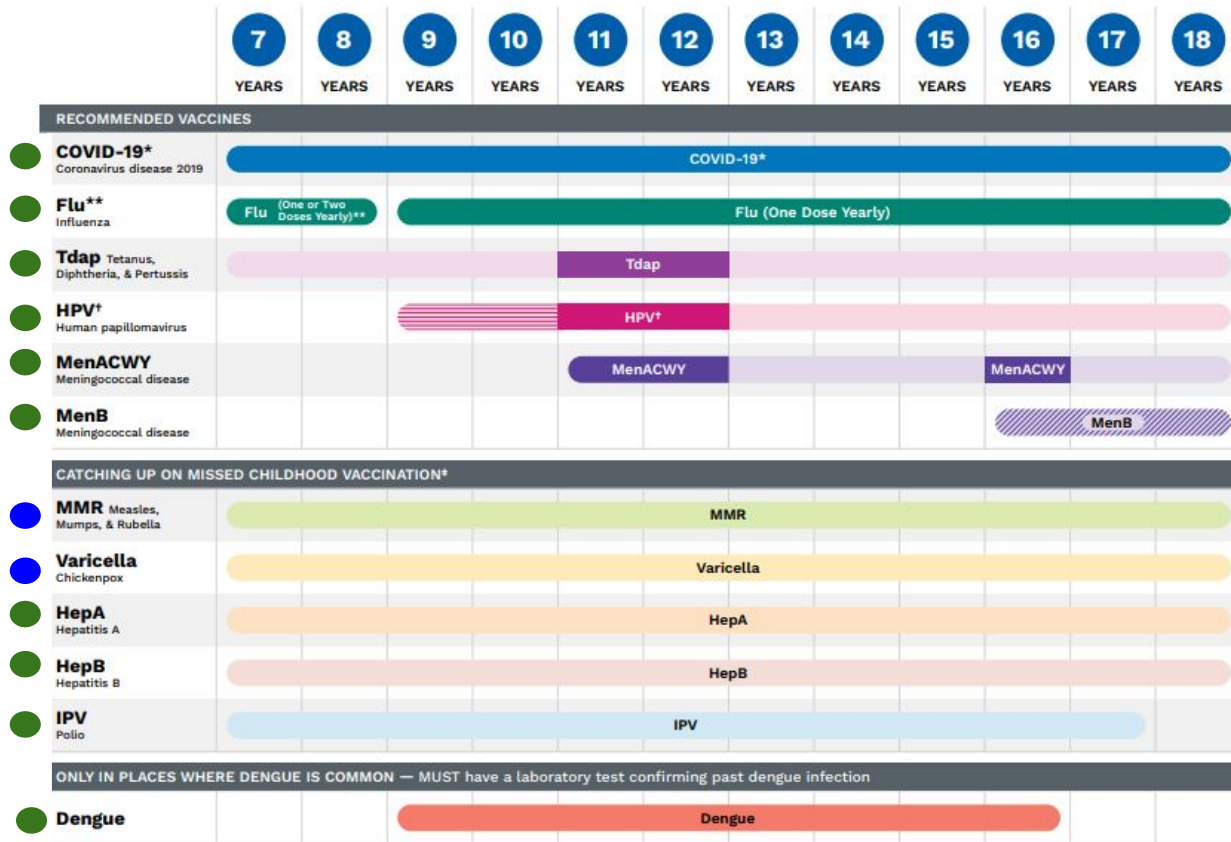 7 8 9 10 11 12 13 14 15 16 17 18
YEARS YEARS YEARS YEARS YEARS YEARS YEARS YEARS YEARS YEARS YEARS YEARS
RECOMMENDED VACCINES
COVID-19*
Coronavirus disease 2019
COVID-19*
Flu**
Influenza
Flu (One or Two
Doses Yearly)**
Flu (One Dose Yearly)
Tdap Tetanus,
Diphtheria, & Pertussis
Tdap
HPV†
Human papillomavirus
HPV†
MenACWY
Meningococcal disease
MenACWY
MenACWY
MenB
Meningococcal disease
MenB
CATCHING UP ON MISSED CHILDHOOD VACCINATION‡
MMR Measles,
Mumps, & Rubella
MMR
Varicella
Chickenpox
Varicella
HepA
Hepatitis A
HepA
HepB
Hepatitis B
HepB
IPV
Polio
IPV
ONLY IN PLACES WHERE DENGUE IS COMMON — MUST have a laboratory test confirming past dengue infection
Dengue
Dengue